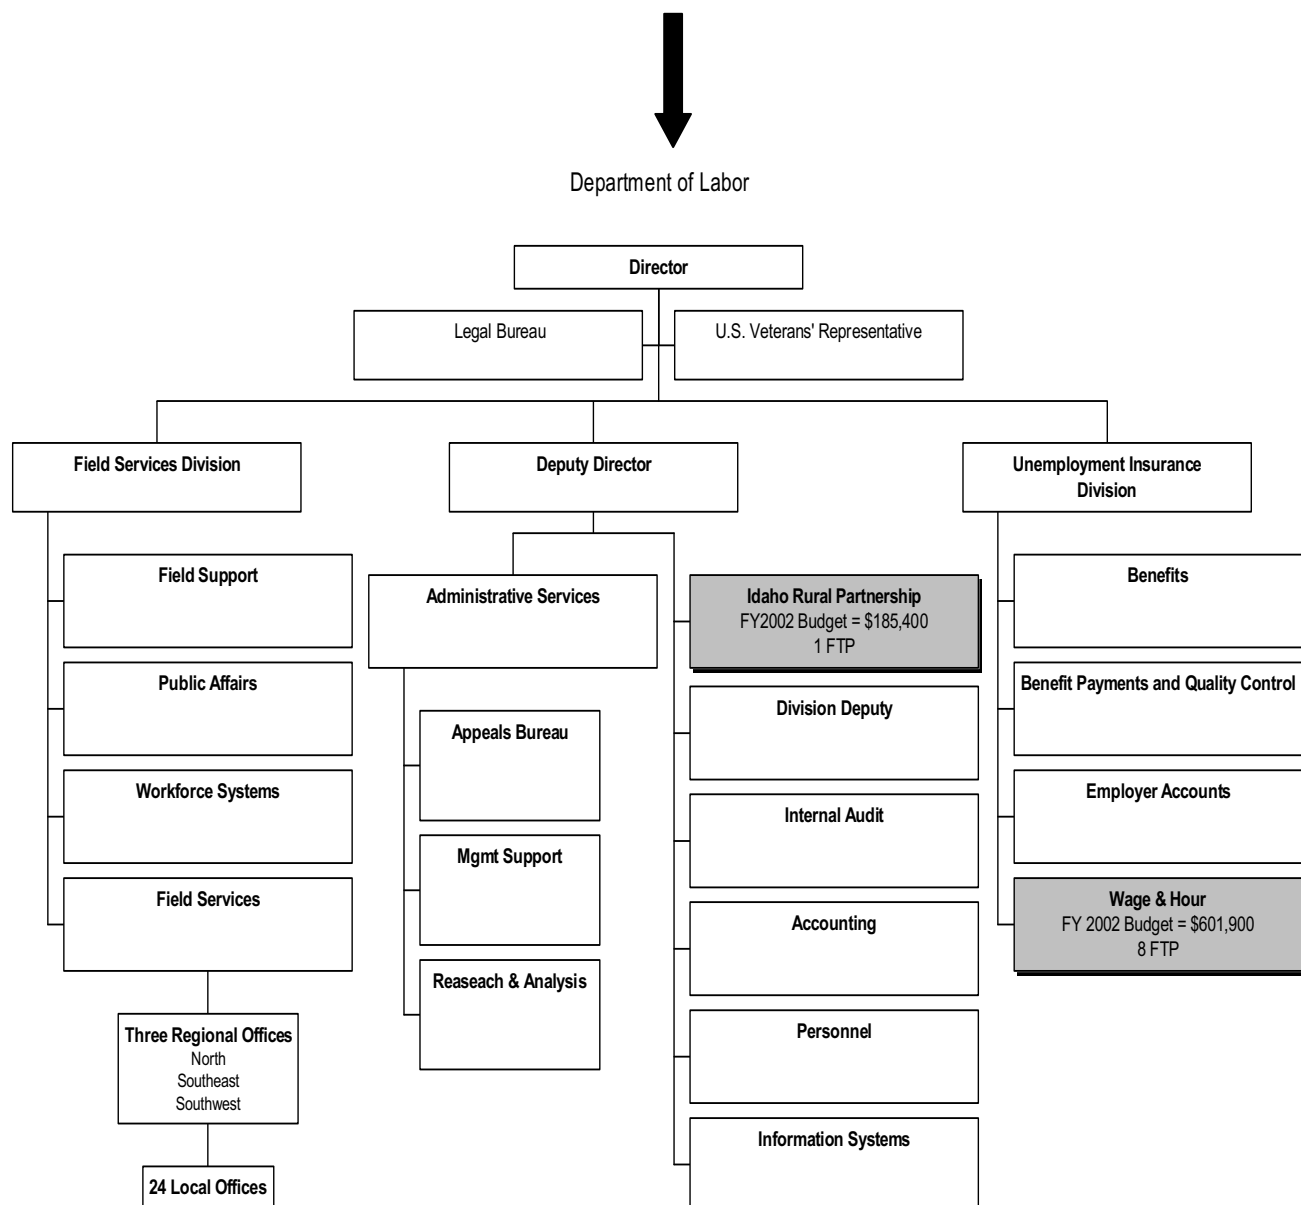 Department of Labor
Director
Legal Bureau
U.S. Veterans' Representative
Field Services Division
Deputy Director
Unemployment Insurance
Division
Field Support
Public Affairs
Workforce Systems
Field Services
Three Regional Offices
North
Southeast
Southwest
24 Local Offices
Administrative Services
Appeals Bureau
Mgmt Support
Reaseach & Analysis
Idaho Rural Partnership
FY2002 Budget = $185,400
1 FTP
Division Deputy
Internal Audit
Accounting
Personnel
Information Systems
Benefits
Benefit Payments and Quality Control
Employer Accounts
Wage & Hour
FY 2002 Budget = $601,900
8 FTP